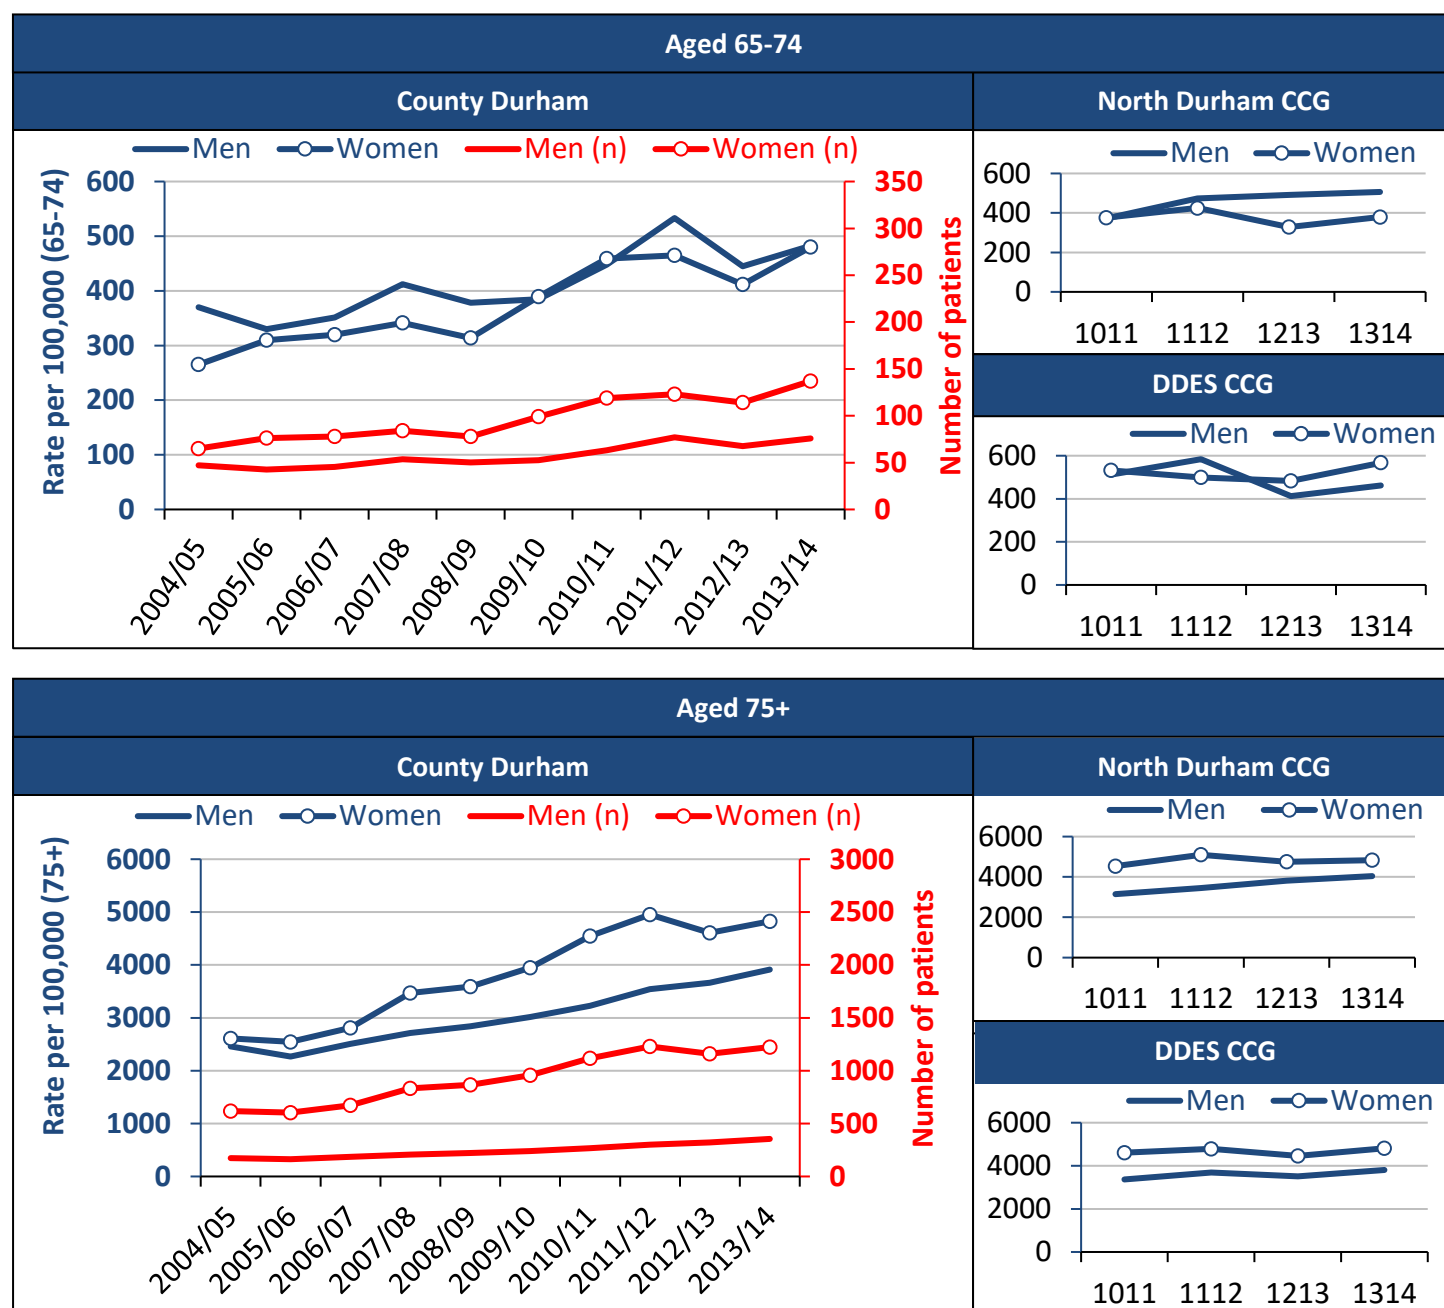 Aged 65-74
County Durham
North Durham CCG
Men Women Men (n) Women (n)
Rate per 100,000 (65-74)
600
500
400
300
200
100
0
350
300
250
200
150
100
50
0
Number of patients
2004/05 2005/06 2006/07 2007/08 2008/09 2009/10 2010/11 2011/12 2012/13 2013/14
Men Women
600
400
200
0
1011 1112 1213 1314
DDES CCG
Men Women
600
400
200
0
1011 1112 1213 1314
Aged 75+
County Durham
North Durham CCG
Men Women Men (n) Women (n)
Rate per 100,000 (75+)
6000
5000
4000
3000
2000
1000
0
3000
2500
2000
1500
1000
500
0
Number of patients
2004/05 2005/06 2006/07 2007/08 2008/09 2009/10 2010/11 2011/12 2012/13 2013/14
Men Women
6000
4000
2000
0
1011 1112 1213 1314
DDES CCG
Men Women
6000
4000
2000
0
1011 1112 1213 1314